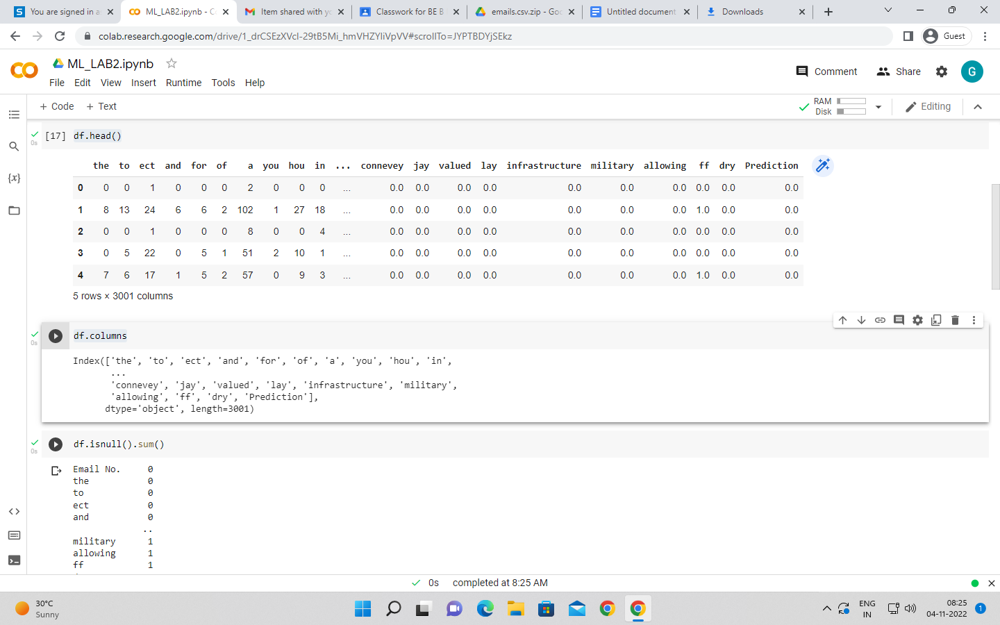 You are signed in a
ML_LAB2.ipynb - C
Item shared with y
Classwork for BE B
emails.csv.zip - Goo
Untitled document
Downloads
colab.research.google.com/drive/1_drCSEzXVcl-29tB5Mi_hmVHZYliVpVV#scrollTo=JYPTBDYjSEkz
Guest
ML_LAB2.ipynb
File Edit View Insert Runtime Tools Help
Comment Share G
+ Code + Text
RAM
Disk
Editing
[17] df.head()
0s
the to ect and for of a you hou in ... connevey jay valued lay infrastructure military allowing ff dry Prediction
0 0 0 1 0 0 0 2 0 0 0 ... 0.0 0.0 0.0 0.0 0.0 0.0 0.0 0.0 0.0 0.0
1 8 13 24 6 6 2 102 1 27 18 ... 0.0 0.0 0.0 0.0 0.0 0.0 0.0 1.0 0.0 0.0
2 0 0 1 0 0 0 8 0 0 4 ... 0.0 0.0 0.0 0.0 0.0 0.0 0.0 0.0 0.0 0.0
3 0 5 22 0 5 1 51 2 10 1 ... 0.0 0.0 0.0 0.0 0.0 0.0 0.0 0.0 0.0 0.0
4 7 6 17 1 5 2 57 0 9 3 ... 0.0 0.0 0.0 0.0 0.0 0.0 0.0 1.0 0.0 0.0
5 rows × 3001 columns
df.columns
0s
Index(['the', 'to', 'ect', 'and', 'for', 'of', 'a', 'you', 'hou', 'in',
...
'connevey', 'jay', 'valued', 'lay', 'infrastructure', 'military',
'allowing', 'ff', 'dry', 'Prediction'],
dtype='object', length=3001)
df.isnull().sum()
0s
Email No. 0
the 0
to 0
ect 0
and 0
..
military 1
allowing 1
ff 1
0s completed at 8:25 AM
30°C
Sunny
ENG
IN
08:25
04-11-2022
1